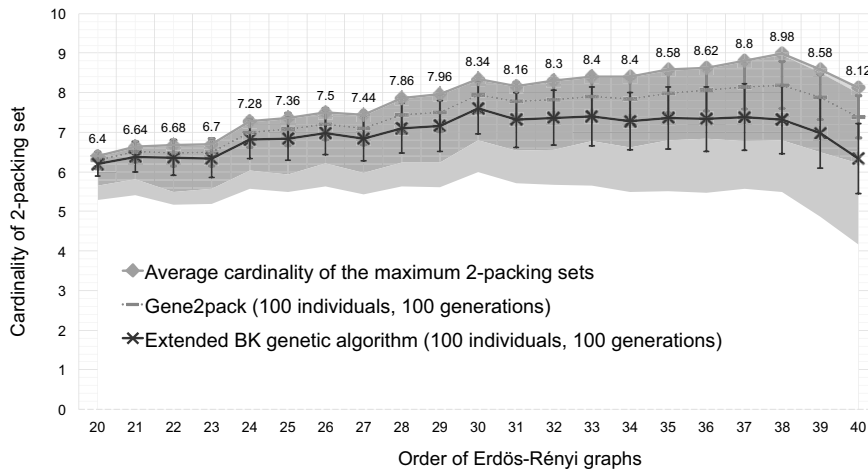 10
9
8
7
6
5
4
3
2
1
0
Cardinality of 2-packing set
6.4 6.64 6.68 6.7 7.28 7.36 7.5 7.44 7.86 7.96 8.34 8.16 8.3 8.4 8.4 8.58 8.62 8.8 8.98 8.58 8.12
Average cardinality of the maximum 2-packing sets
Gene2pack (100 individuals, 100 generations)
Extended BK genetic algorithm (100 individuals, 100 generations)
20 21 22 23 24 25 26 27 28 29 30 31 32 33 34 35 36 37 38 39 40
Order of Erdös-Rényi graphs